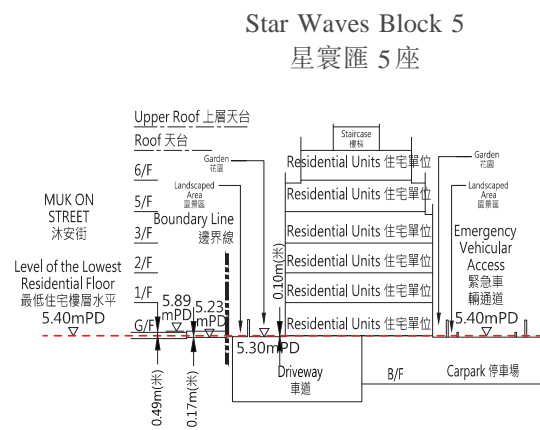 Star Waves Block 5
星寰匯 5座
Upper Roof 上層天台
Roof 天台
Staircase
樓梯
Garden
花園
Residential Units 住宅單位
Garden
花園
6/F
Landscaped
Area
園景區
Residential Units 住宅單位
Landscaped
Area
園景區
MUK ON
STREET
沐安街
5/F
Boundary Line
邊界線
3/F
Residential Units 住宅單位
Emergency
Vehicular
Access
緊急車
輛通道
5.40mPD
Level of the Lowest
Residential Floor
最低住宅樓層水平
5.40mPD
2/F
Residential Units 住宅單位
1/F
5.89
mPD
5.23
mPD
0.10m(米)
Residential Units 住宅單位
G/F
Residential Units 住宅單位
5.30mPD
0.49m(米)
0.17m(米)
Driveway
車道
B/F
Carpark 停車場